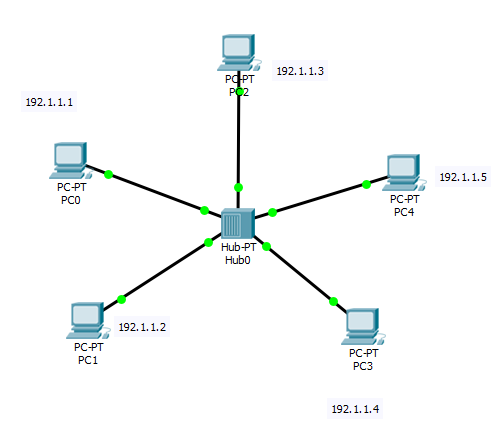 PC-PT
PC2
192.1.1.3
192.1.1.1
PC-PT
PC0
192.1.1.5
PC-PT
PC4
Hub-PT
Hub0
192.1.1.2
PC-PT
PC1
PC-PT
PC3
192.1.1.4